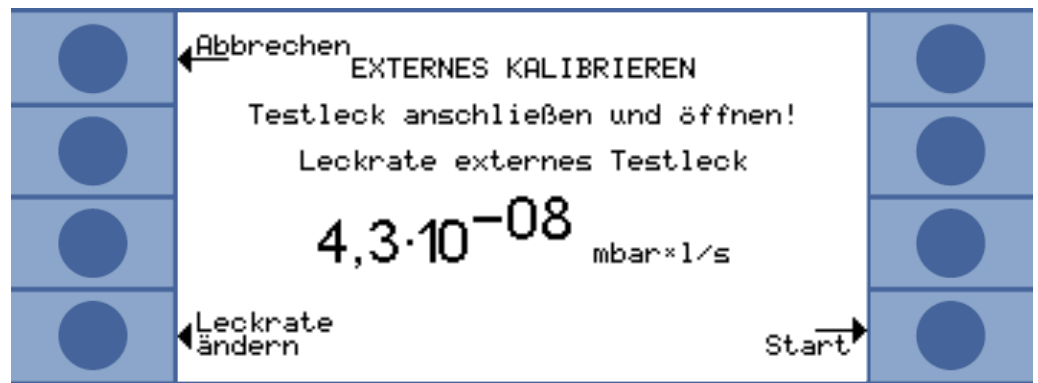 Abbrechen
EXTERNES KALIBRIEREN
Testleck anschließen und öffnen!
Leckrate externes Testleck
4,3·10⁻⁰⁸ mbar×l/s
Leckrate
ändern
Start